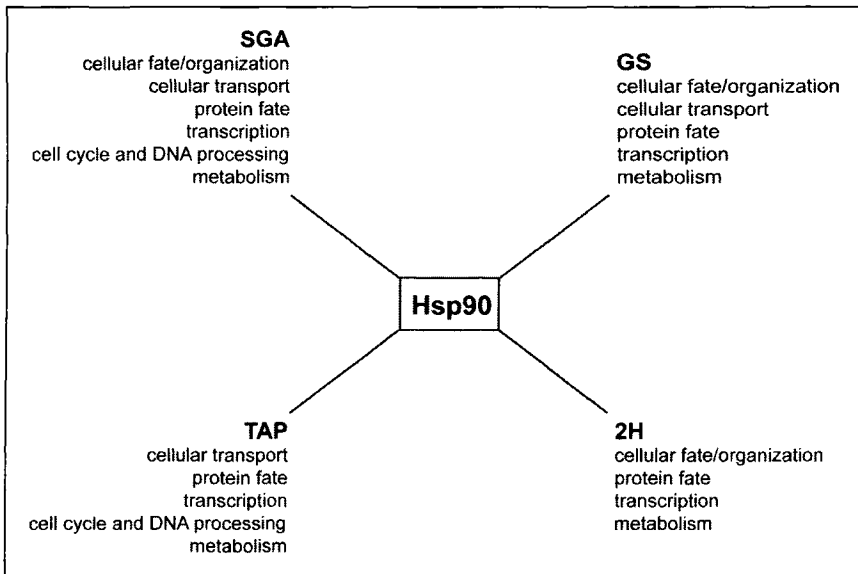 SGA
cellular fate/organization
cellular transport
protein fate
transcription
cell cycle and DNA processing
metabolism
GS
cellular fate/organization
cellular transport
protein fate
transcription
metabolism
Hsp90
TAP
cellular transport
protein fate
transcription
cell cycle and DNA processing
metabolism
2H
cellular fate/organization
protein fate
transcription
metabolism